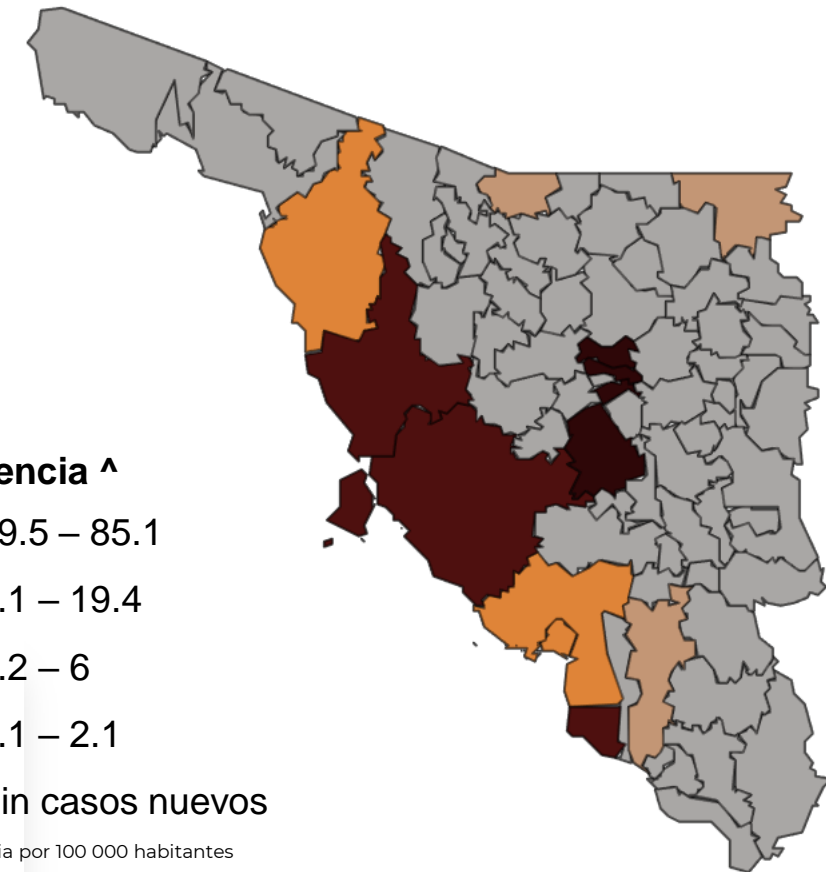 encia ^
9.5 – 85.1
.1 – 19.4
.2 – 6
.1 – 2.1
in casos nuevos
ia por 100 000 habitantes